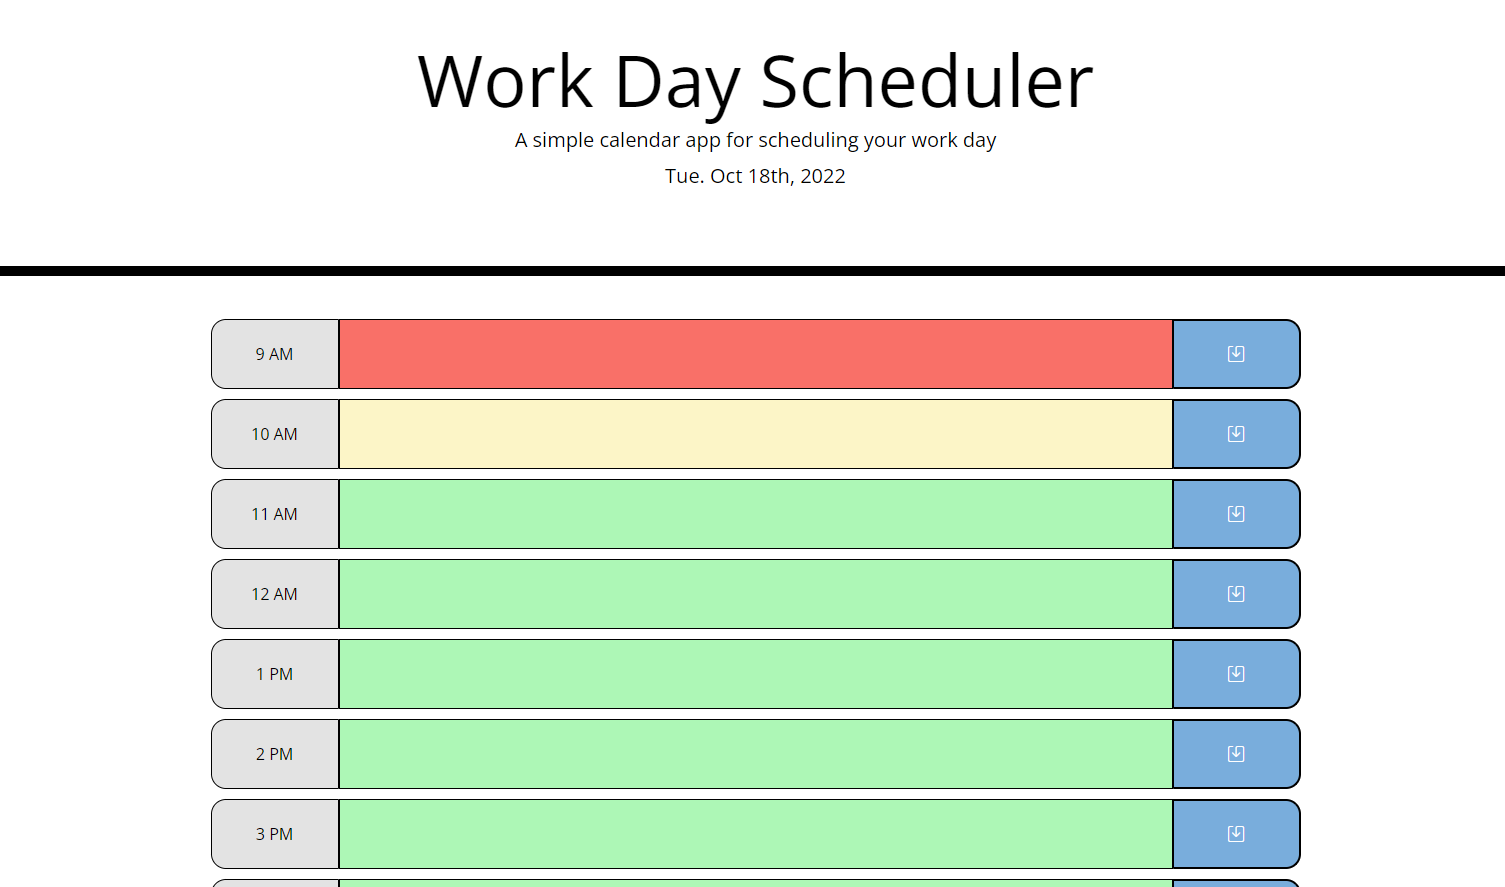 Work Day Scheduler
A simple calendar app for scheduling your work day
Tue. Oct 18th, 2022
9 AM
10 AM
11 AM
12 AM
1 PM
2 PM
3 PM